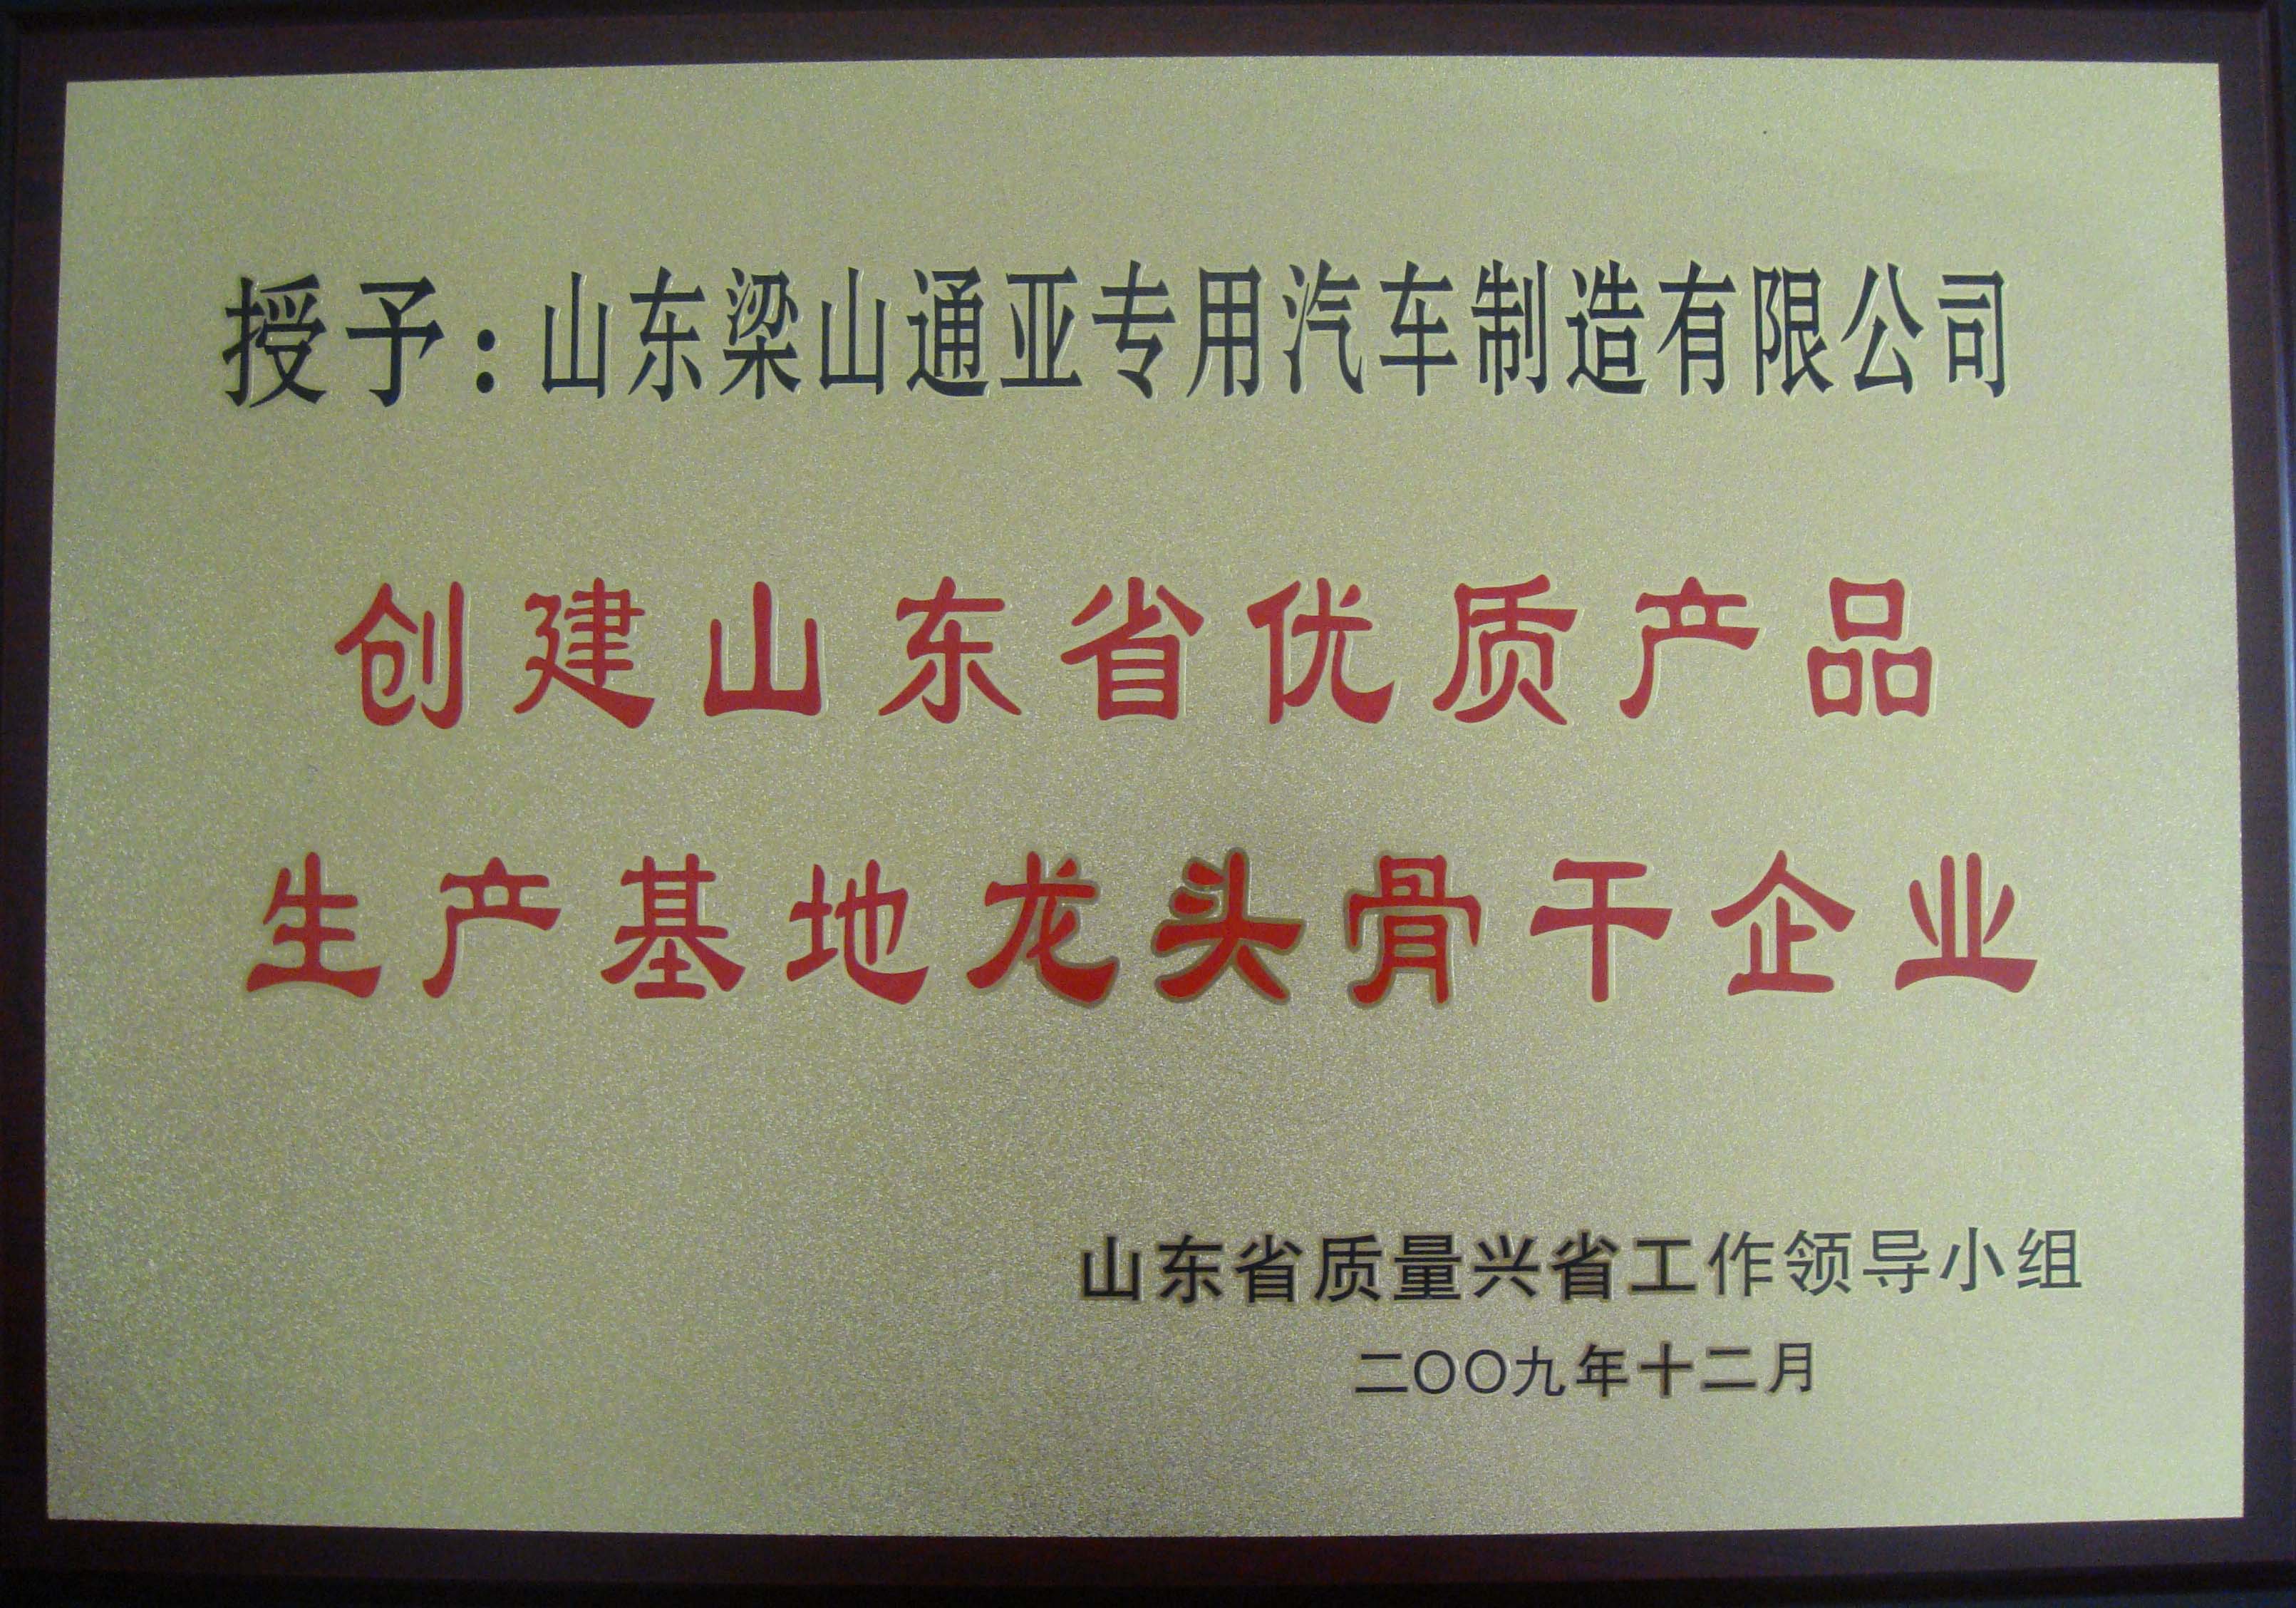 授予：山东梁山通亚专用汽车制造有限公司
创建山东省优质产品
生产基地龙头骨干企业
山东省质量兴省工作领导小组
二〇〇九年十二月